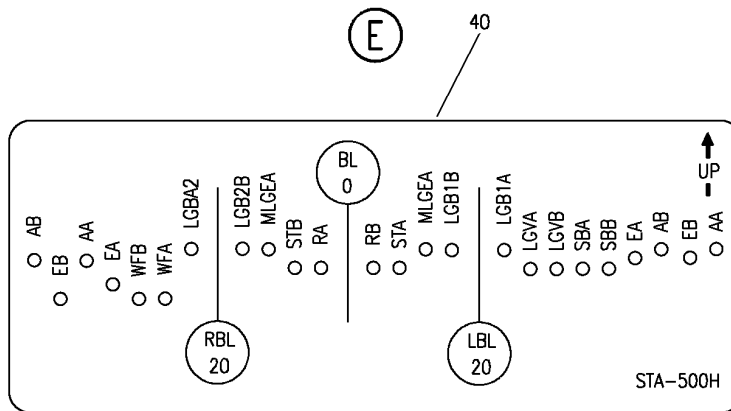 E
40
BL
0
UP
AB
EB
AA
EA
WFB
WFA
LGBA2
LGB2B
MLGEA
STB
RA
RB
STA
MLGEA
LGB1B
LGB1A
LGVA
LGVB
SBA
SBB
EA
AB
EB
AA
RBL
20
LBL
20
STA-500H